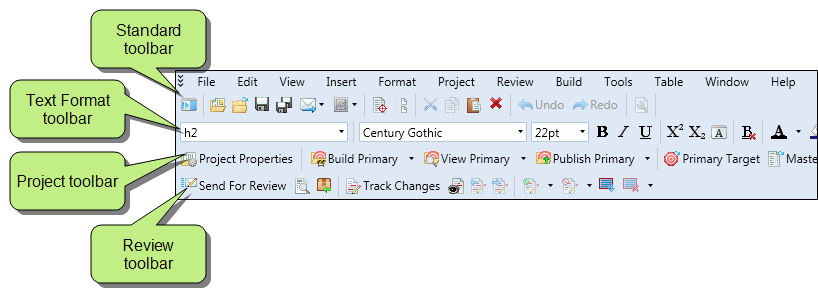 Standard
toolbar
Text Format
toolbar
Project toolbar
Review
toolbar
File Edit View Insert Format Project Review Build Tools Table Window Help
Undo Redo
h2 Century Gothic 22pt B I U X² X₂ A B A
Project Properties Build Primary View Primary Publish Primary Primary Target Maste
Send For Review Track Changes